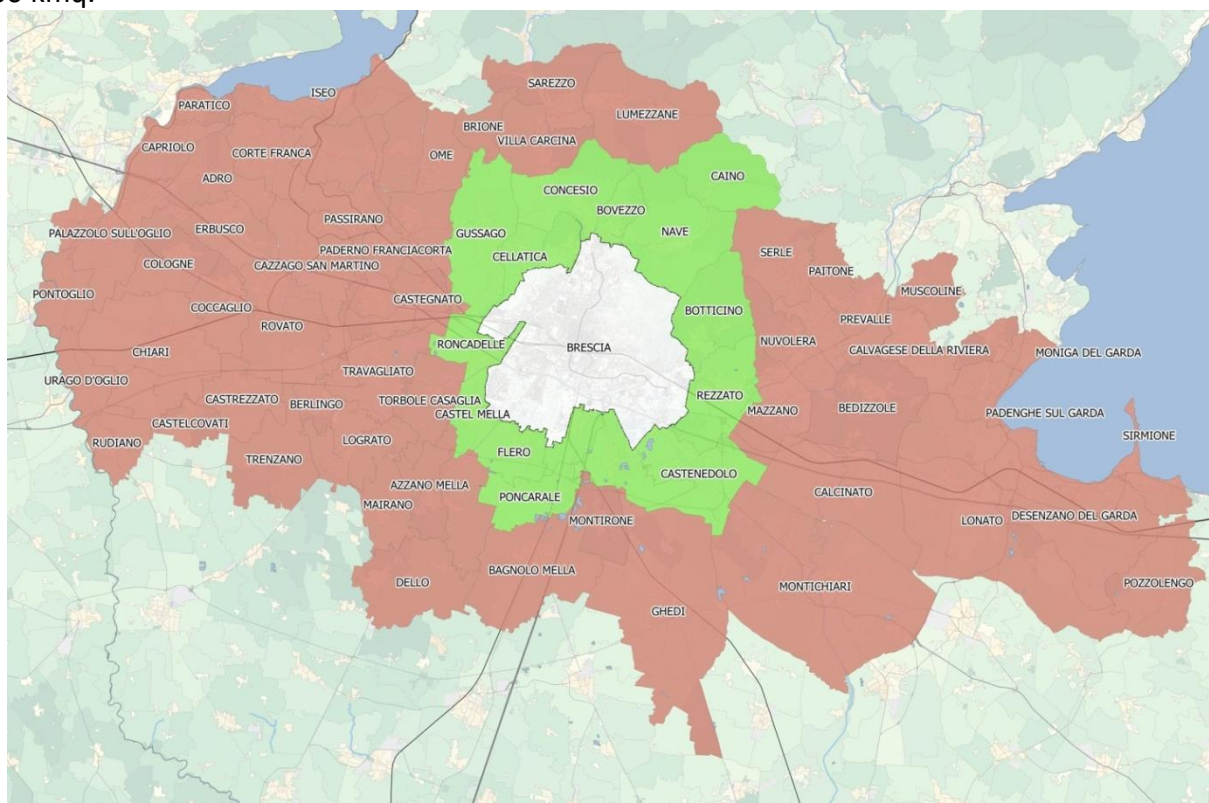 SAREZZO
ISEO
PARATICO
LUMEZZANE
BRIONE
VILLA CARCINA
CAPRIOLO
CORTE FRANCA
OME
ADRO
CAINO
CONCESIO
BOVEZZO
PASSIRANO
ERBUSCO
PALAZZOLO SULL'OGLIO
GUSSAGO
NAVE
PADERNO FRANCIACORTA
CELLATICA
SERLE
COLOGNE
CAZZAGO SAN MARTINO
PAITONE
MUSCOLINE
PONTOGLIO
CASTEGNATO
COCCAGLIO
BOTTICINO
PREVALLE
ROVATO
RONCADELLE
BRESCIA
NUVOLERA
CHIARI
CALVAGESE DELLA RIVIERA
MONIGA DEL GARDA
TRAVAGLIATO
URAGO D'OGLIO
CASTREZZATO
BERLINGO
TORBOLE CASAGLIA
REZZATO
CASTEL MELLA
MAZZANO
BEDIZZOLE
PADENGHE SUL GARDA
CASTELCOVATI
RUDIANO
LOGRATO
SIRMIONE
FLERO
TRENZANO
CASTENEDOLO
AZZANO MELLA
CALCINATO
PONCARALE
MAIRANO
MONTIRONE
LONATO
DESENZANO DEL GARDA
BAGNOLO MELLA
DELLO
MONTICHIARI
POZZOLENGO
GHEDI